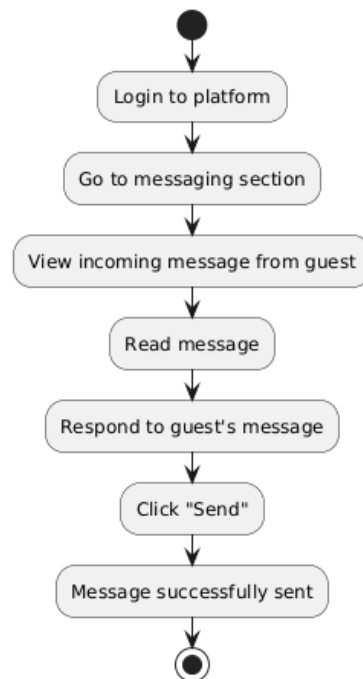 Login to platform
Go to messaging section
View incoming message from guest
Read message
Respond to guest's message
Click "Send"
Message successfully sent